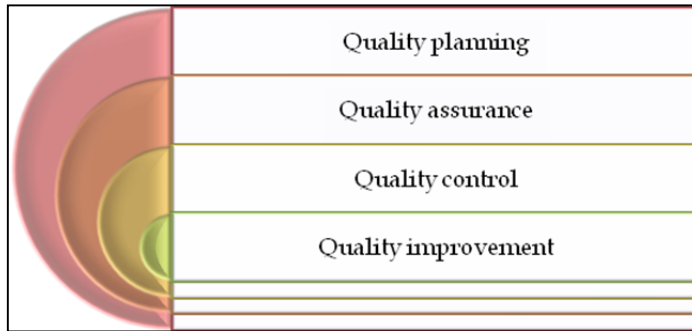 Quality planning
Quality assurance
Quality control
Quality improvement